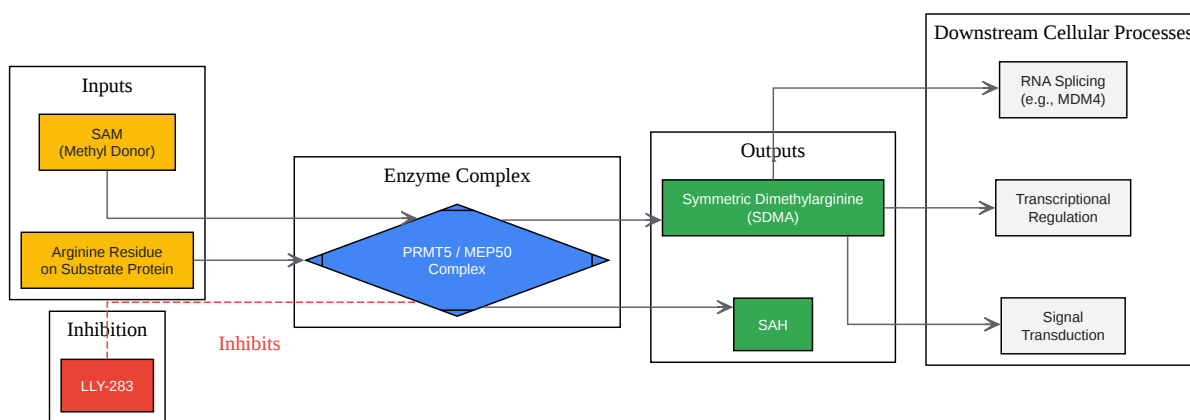 Inputs
SAM
(Methyl Donor)
Arginine Residue
on Substrate Protein
Inhibition
LLY-283
Inhibits
Enzyme Complex
PRMT5 / MEP50
Complex
Outputs
Symmetric Dimethylarginine
(SDMA)
SAH
Downstream Cellular Processes
RNA Splicing
(e.g., MDM4)
Transcriptional
Regulation
Signal
Transduction